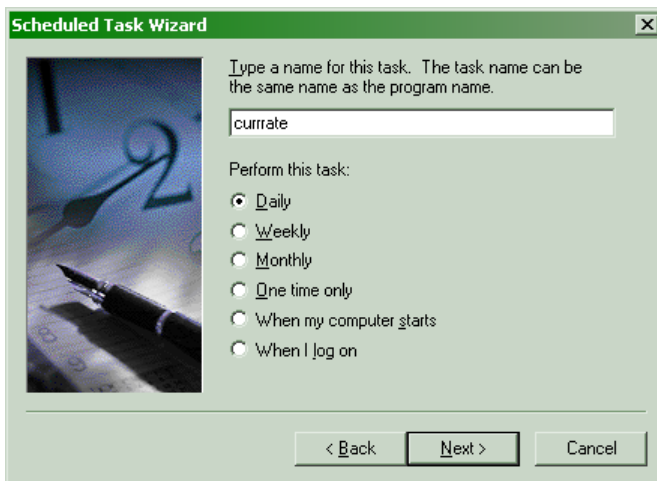 Scheduled Task Wizard
Type a name for this task. The task name can be
the same name as the program name.
currrate
Perform this task:
Daily
Weekly
Monthly
One time only
When my computer starts
When I log on
< Back Next > Cancel